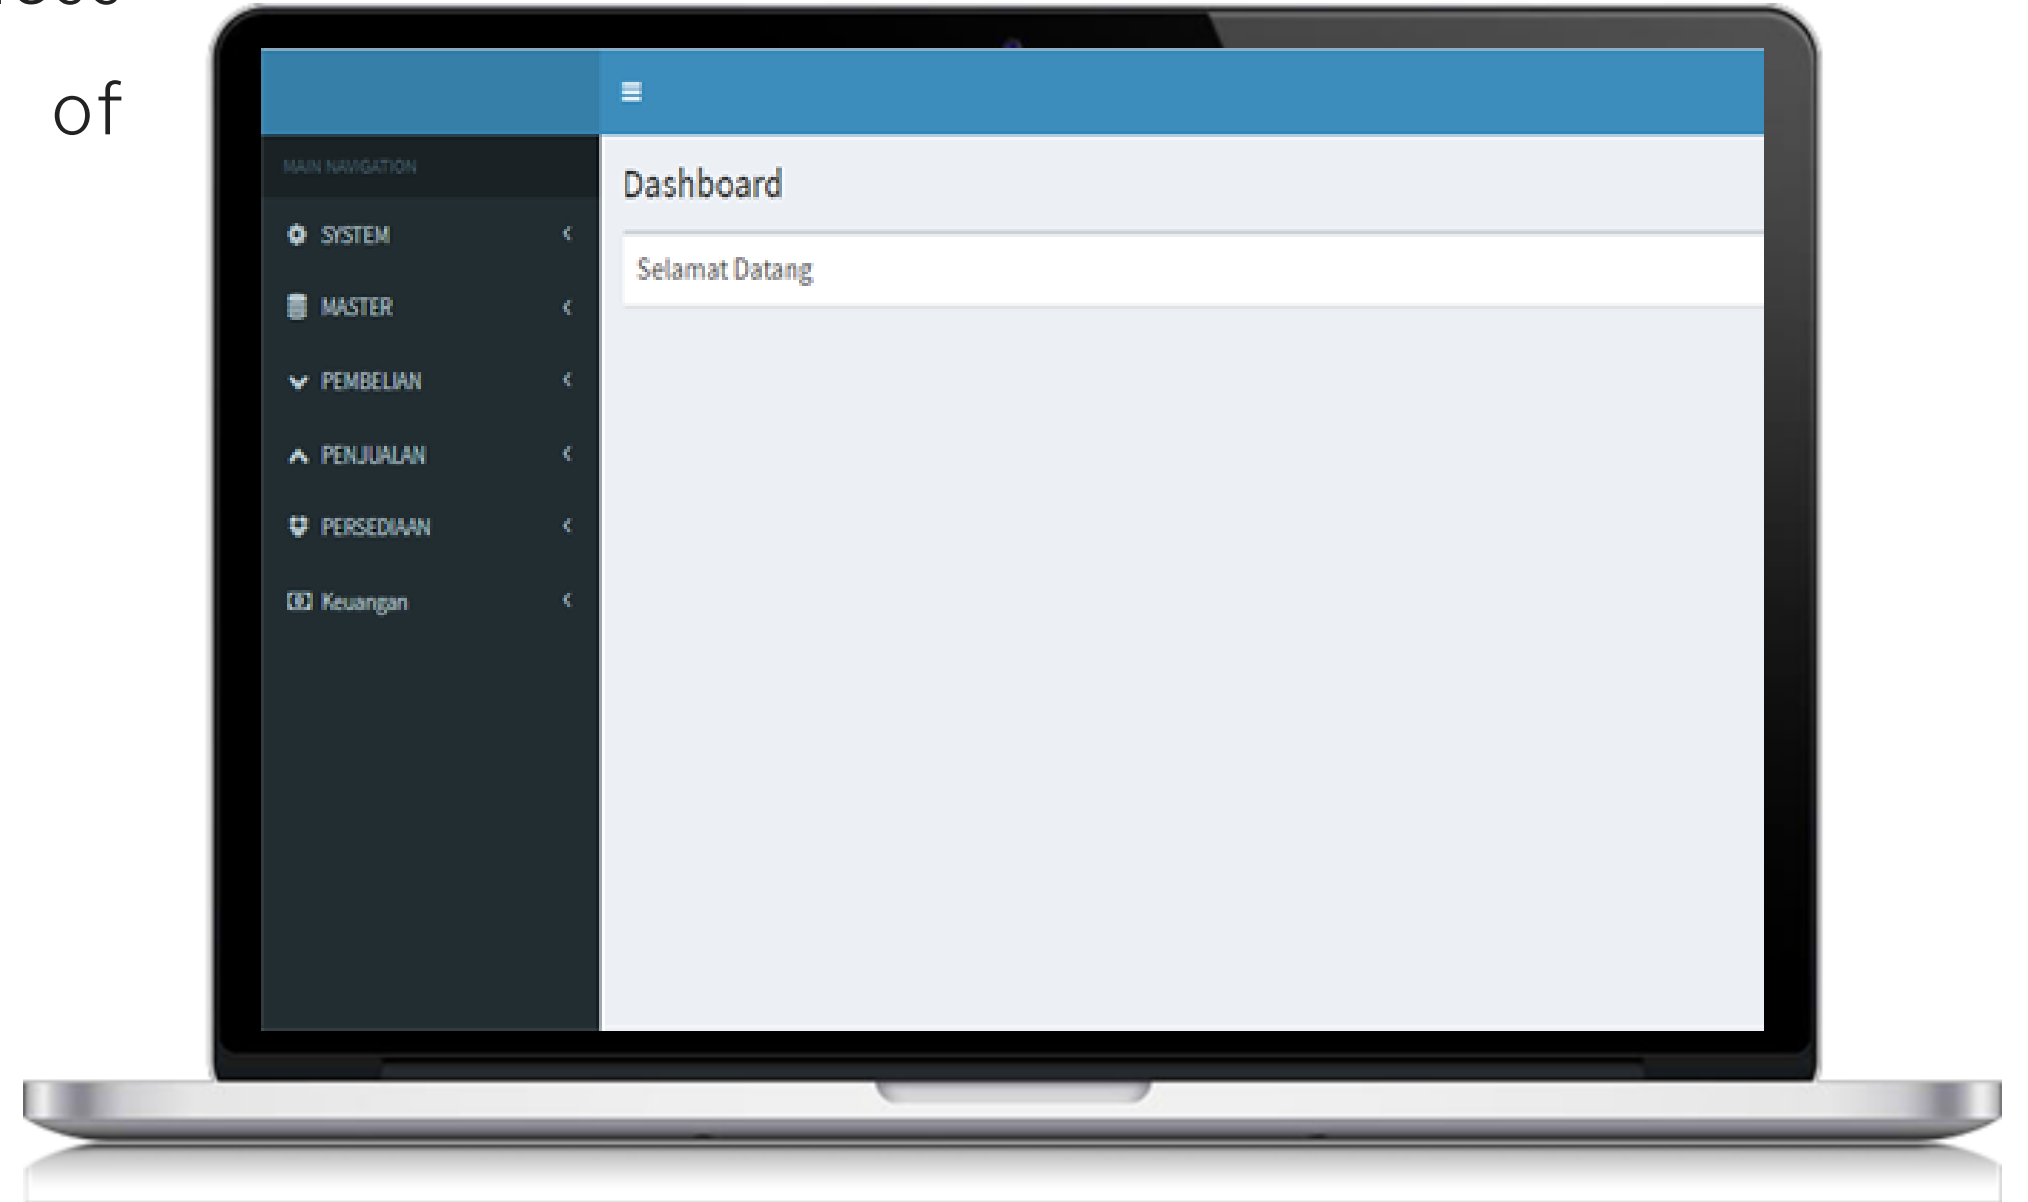 of
MAIN NAVIGATION
SYSTEM
MASTER
PEMBELIAN
PENJUALAN
PERSEDIAAN
Keuangan
Dashboard
Selamat Datang